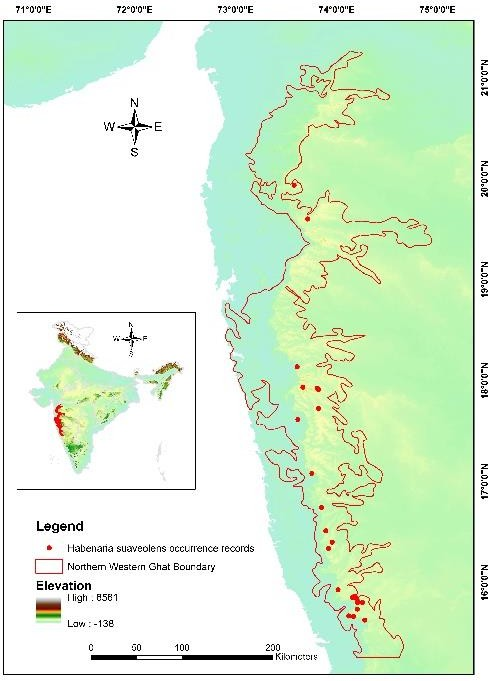 71°0'0"E 72°0'0"E 73°0'0"E 74°0'0"E 75°0'0"E
21°0'0"N
20°0'0"N
19°0'0"N
18°0'0"N
17°0'0"N
16°0'0"N
N
W E
S
N
W E
S
Legend
Habenaria suaveolens occurrence records
Northern Western Ghat Boundary
Elevation
High : 8561
Low : -138
0 50 100 200
Kilometers